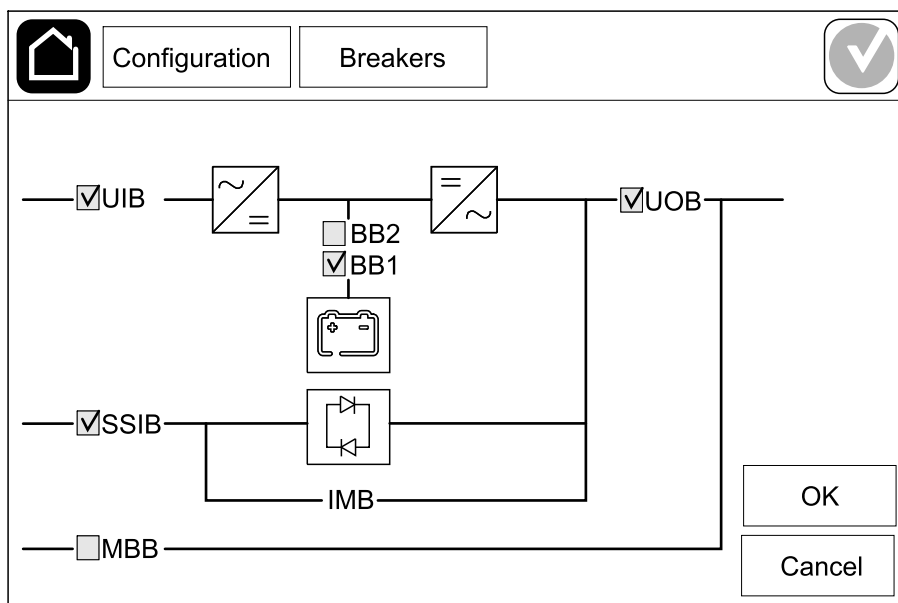 Configuration
Breakers
UIB
UOB
BB2
BB1
SSIB
IMB
MBB
OK
Cancel